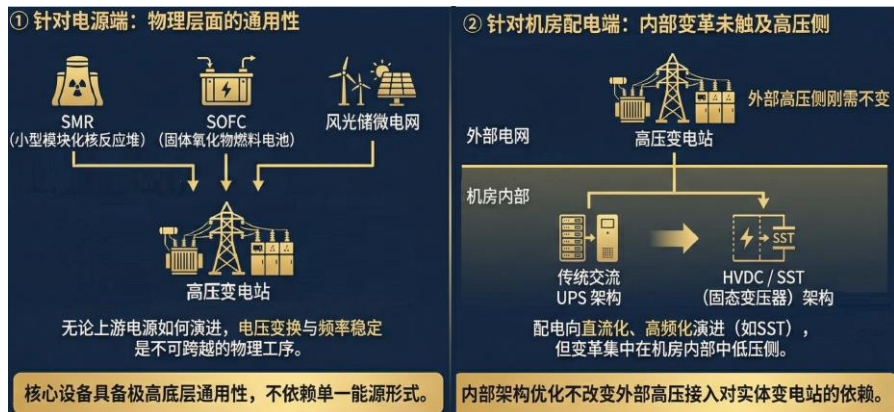 ① 针对电源端：物理层面的通用性
SMR
（小型模块化核反应堆）
SOFC
（固体氧化物燃料电池）
风光储微电网
高压变电站
无论上游电源如何演进，电压变换与频率稳定
是不可跨越的物理工序。
核心设备具备极高底层通用性，不依赖单一能源形式。
② 针对机房配电端：内部变革未触及高压侧
外部高压侧刚需不变
外部电网
高压变电站
机房内部
SST
传统交流
UPS 架构
HVDC / SST
（固态变压器）架构
配电向直流化、高频化演进（如SST），
但变革集中在机房内部中低压侧。
内部架构优化不改变外部高压接入对实体变电站的依赖。